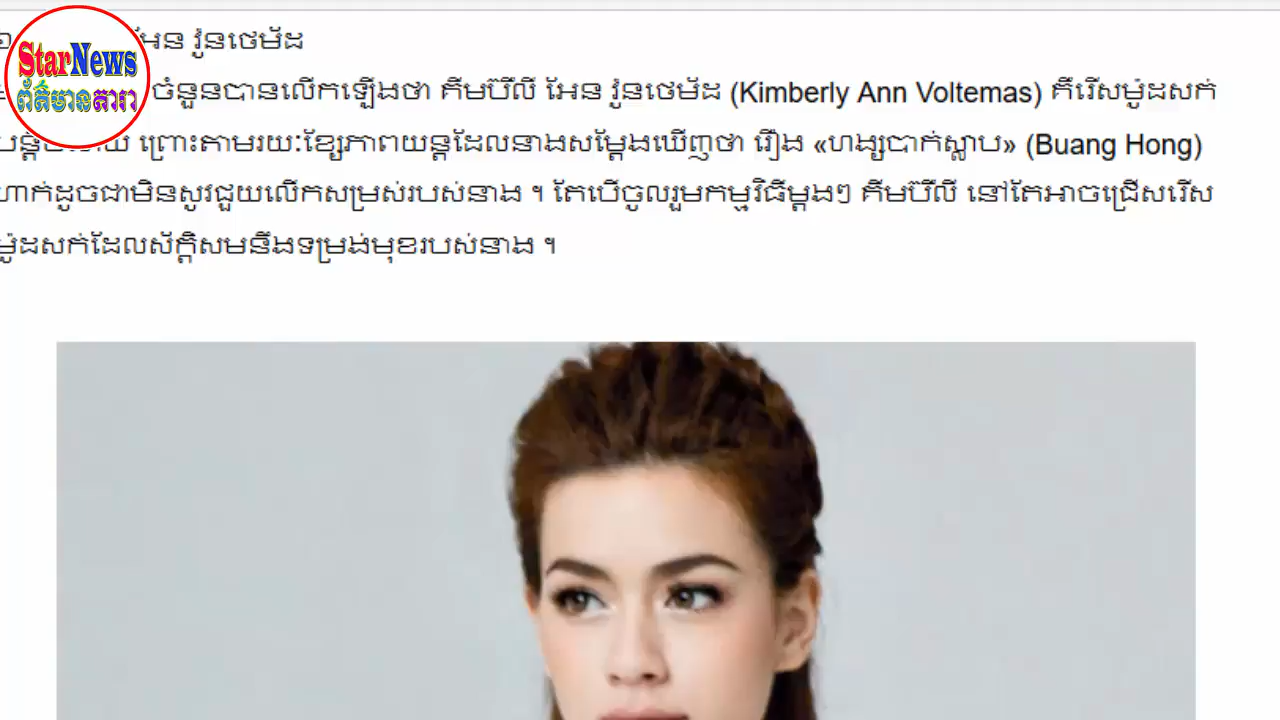 StarNews
ព័ត៌មានតារា
អែន វ៉ូនថេម័ដ
ចំនួនបានលើកឡើងថា គីមប៊ឺលី អែន វ៉ូនថេម័ដ (Kimberly Ann Voltemas) ក៏រើសម៉ូដសក់
ព្រោះតាមរយៈខ្សែភាពយន្តដែលនាងសម្តែងឃើញថា រឿង «ហង្សបាក់ស្លាប» (Buang Hong)
ហាក់ដូចជាមិនសូវជួយលើកសម្រស់របស់នាង ។ តែបើចូលរួមកម្មវិធីម្តងៗ គីមប៊ឺលី នៅតែអាចជ្រើសរើស
ម៉ូដសក់ដែលស័ក្តិសមនឹងទម្រង់មុខរបស់នាង ។